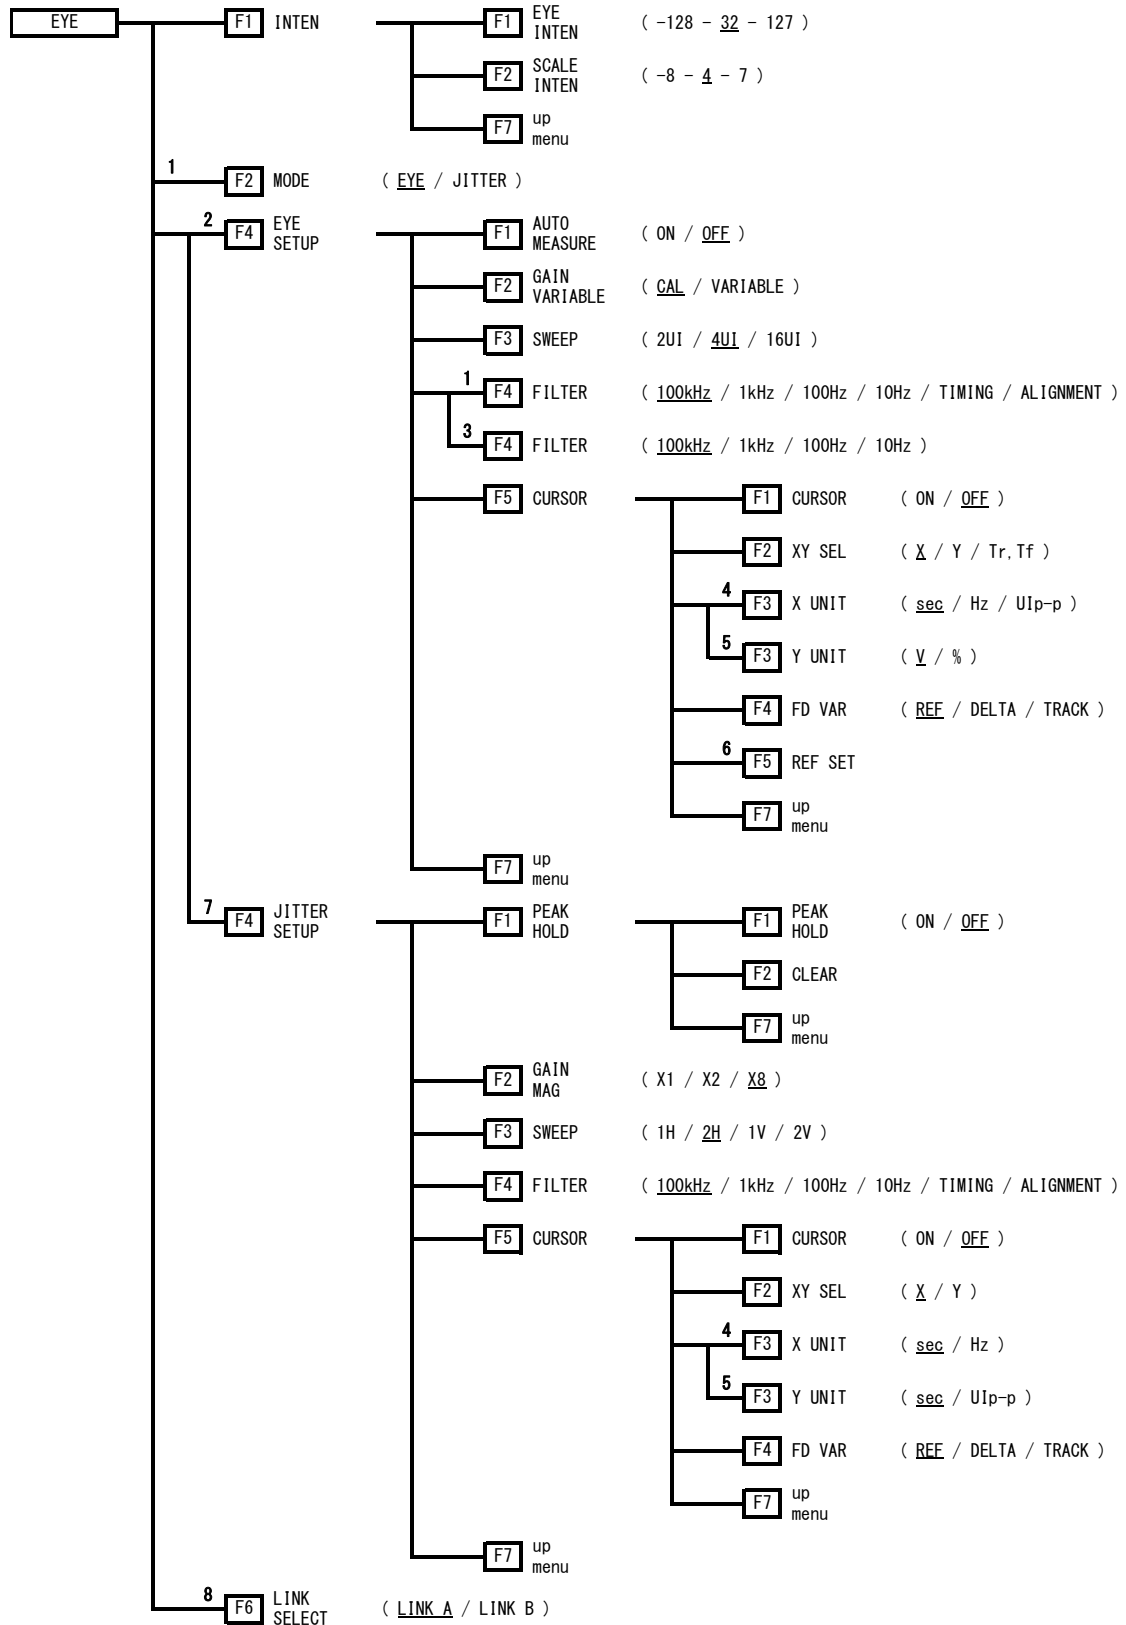 EYE
F1 INTEN
F1 EYE
INTEN
( -128 - 32 - 127 )
F2 SCALE
INTEN
( -8 - 4 - 7 )
F7 up
menu
1
F2 MODE ( EYE / JITTER )
2
F4 EYE
SETUP
F1 AUTO
MEASURE
( ON / OFF )
F2 GAIN
VARIABLE
( CAL / VARIABLE )
F3 SWEEP ( 2UI / 4UI / 16UI )
1
F4 FILTER ( 100kHz / 1kHz / 100Hz / 10Hz / TIMING / ALIGNMENT )
3
F4 FILTER ( 100kHz / 1kHz / 100Hz / 10Hz )
F5 CURSOR
F1 CURSOR ( ON / OFF )
F2 XY SEL ( X / Y / Tr,Tf )
4
F3 X UNIT ( sec / Hz / UIp-p )
5
F3 Y UNIT ( V / % )
F4 FD VAR ( REF / DELTA / TRACK )
6
F5 REF SET
F7 up
menu
F7 up
menu
7
F4 JITTER
SETUP
F1 PEAK
HOLD
F1 PEAK
HOLD
( ON / OFF )
F2 CLEAR
F7 up
menu
F2 GAIN
MAG
( X1 / X2 / X8 )
F3 SWEEP ( 1H / 2H / 1V / 2V )
F4 FILTER ( 100kHz / 1kHz / 100Hz / 10Hz / TIMING / ALIGNMENT )
F5 CURSOR
F1 CURSOR ( ON / OFF )
F2 XY SEL ( X / Y )
4
F3 X UNIT ( sec / Hz )
5
F3 Y UNIT ( sec / UIp-p )
F4 FD VAR ( REF / DELTA / TRACK )
F7 up
menu
F7 up
menu
8
F6 LINK
SELECT
( LINK A / LINK B )